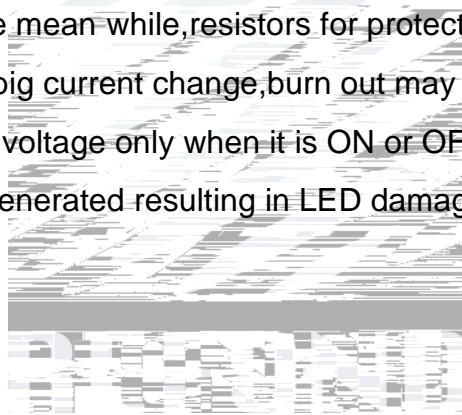 e mean while,resistors for protect
big current change,burn out may
voltage only when it is ON or OF
enerated resulting in LED damag